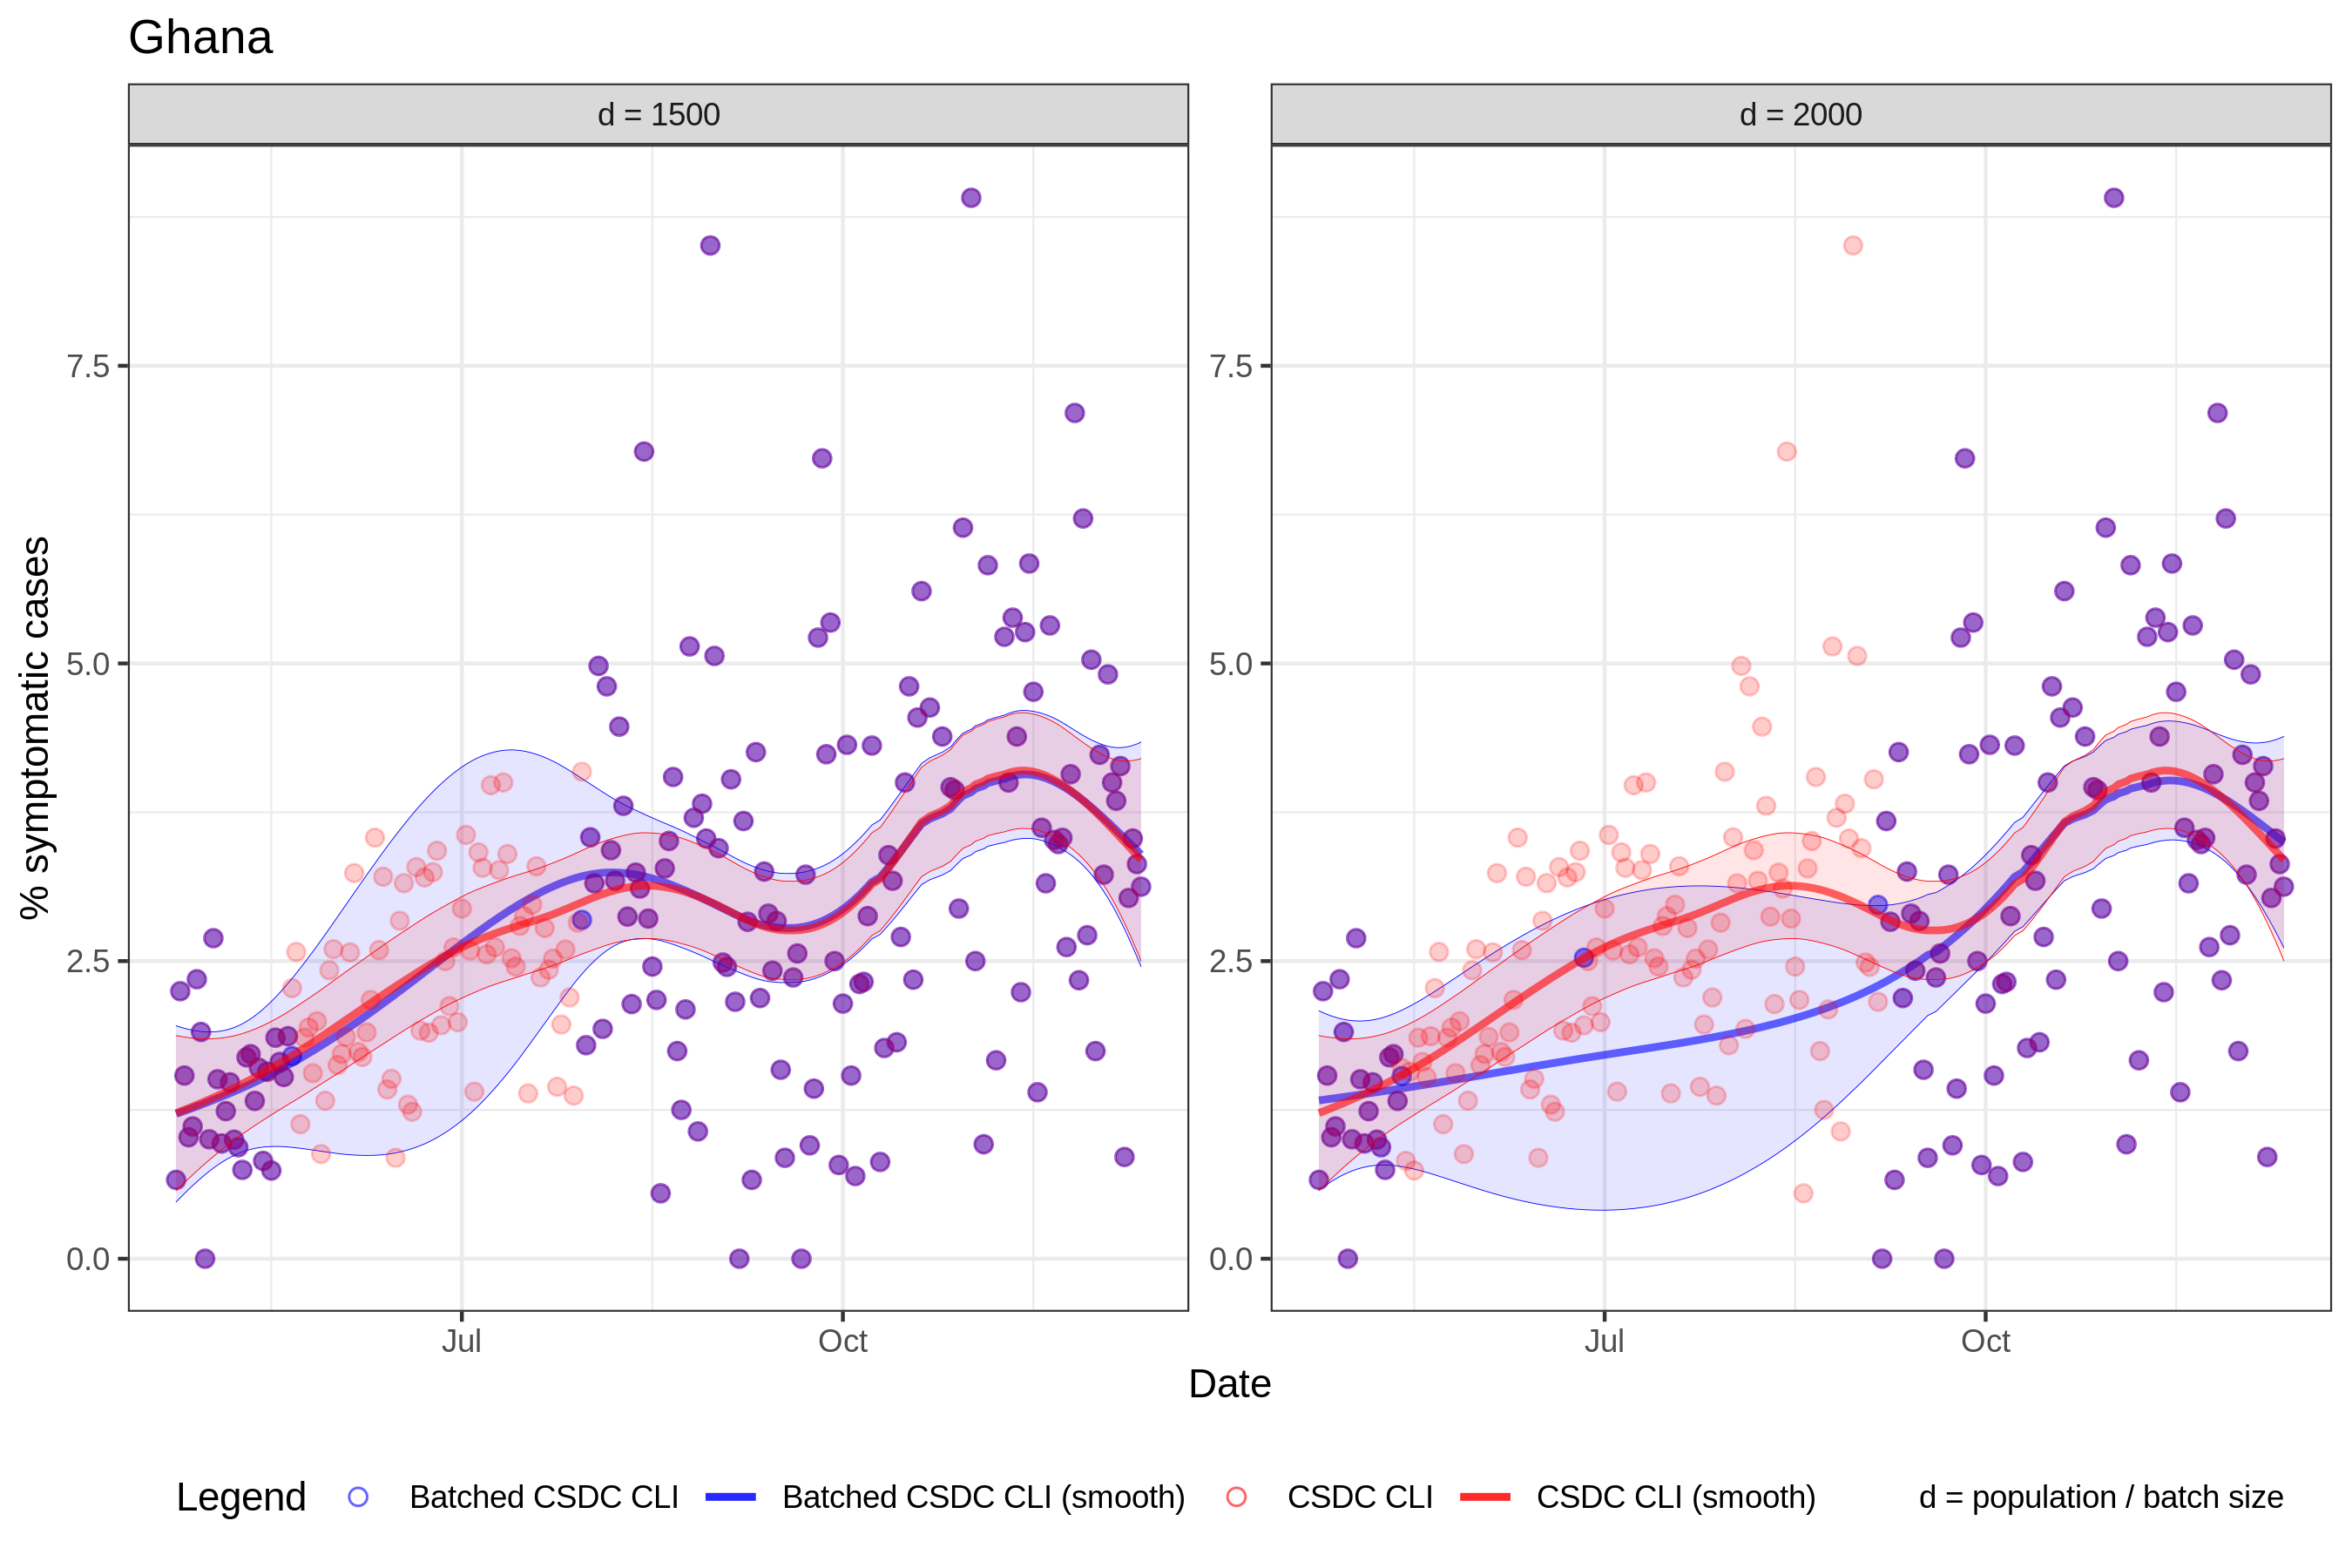 Ghana
d = 1500
d = 2000
% symptomatic cases
7.5
5.0
2.5
0.0
7.5
5.0
2.5
0.0
Jul
Oct
Jul
Oct
Date
Legend
Batched CSDC CLI
Batched CSDC CLI (smooth)
CSDC CLI
CSDC CLI (smooth)
d = population / batch size